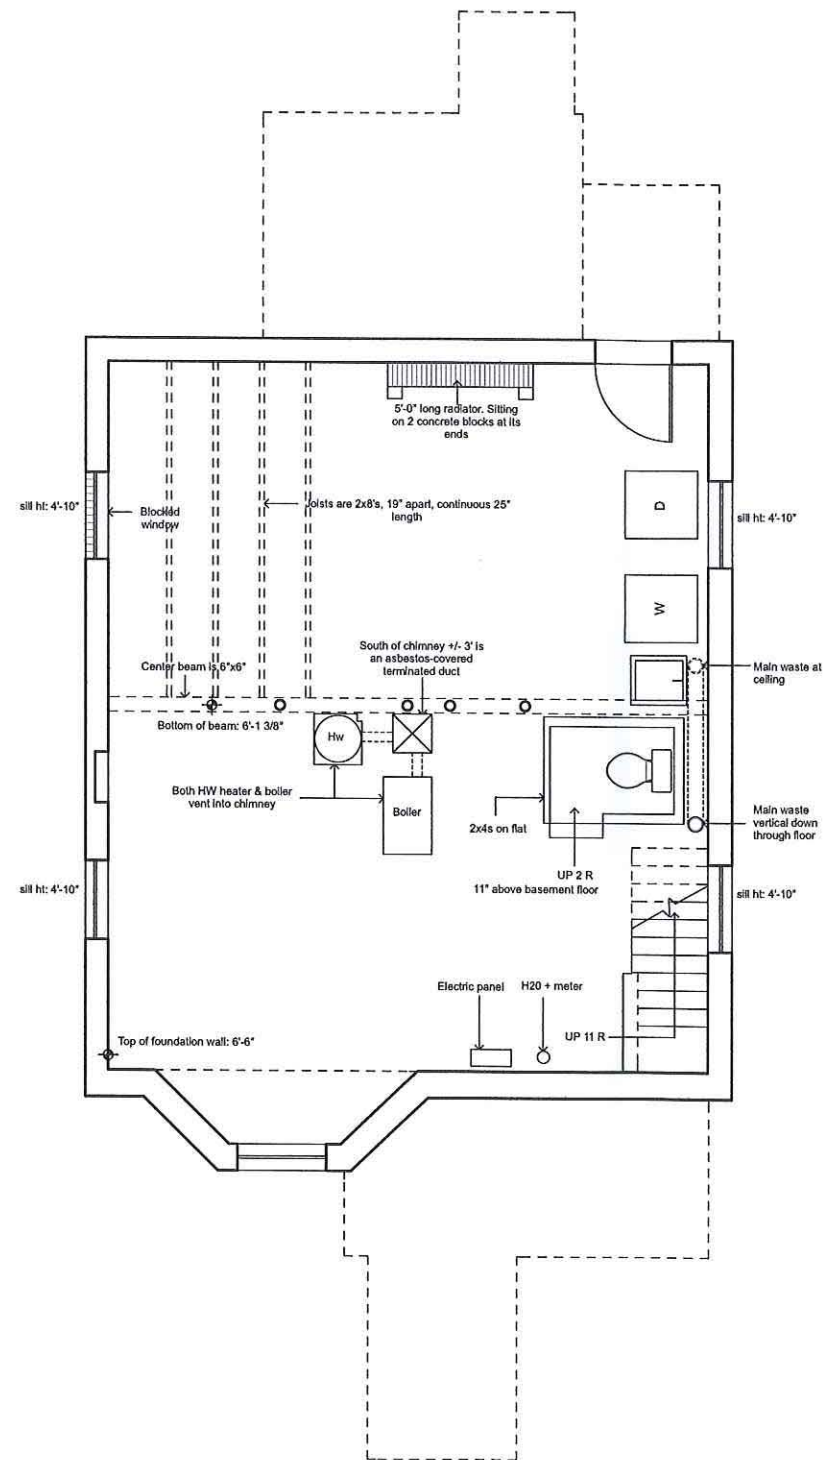 5'-0" long radiator. Sitting
on 2 concrete blocks at its
ends
sill ht: 4'-10"
Blocked
window
Joists are 2x8's, 19" apart, continuous 25"
length
D
sill ht: 4'-10"
W
South of chimney +/- 3' is
an asbestos-covered
terminated duct
Center beam is 6"x6"
Main waste at
ceiling
Bottom of beam: 6'-1 3/8"
Hw
Both HW heater & boiler
vent into chimney
Boiler
2x4s on flat
Main waste
vertical down
through floor
UP 2 R
11" above basement floor
sill ht: 4'-10"
sill ht: 4'-10"
Electric panel
H20 + meter
UP 11 R
Top of foundation wall: 6'-6"